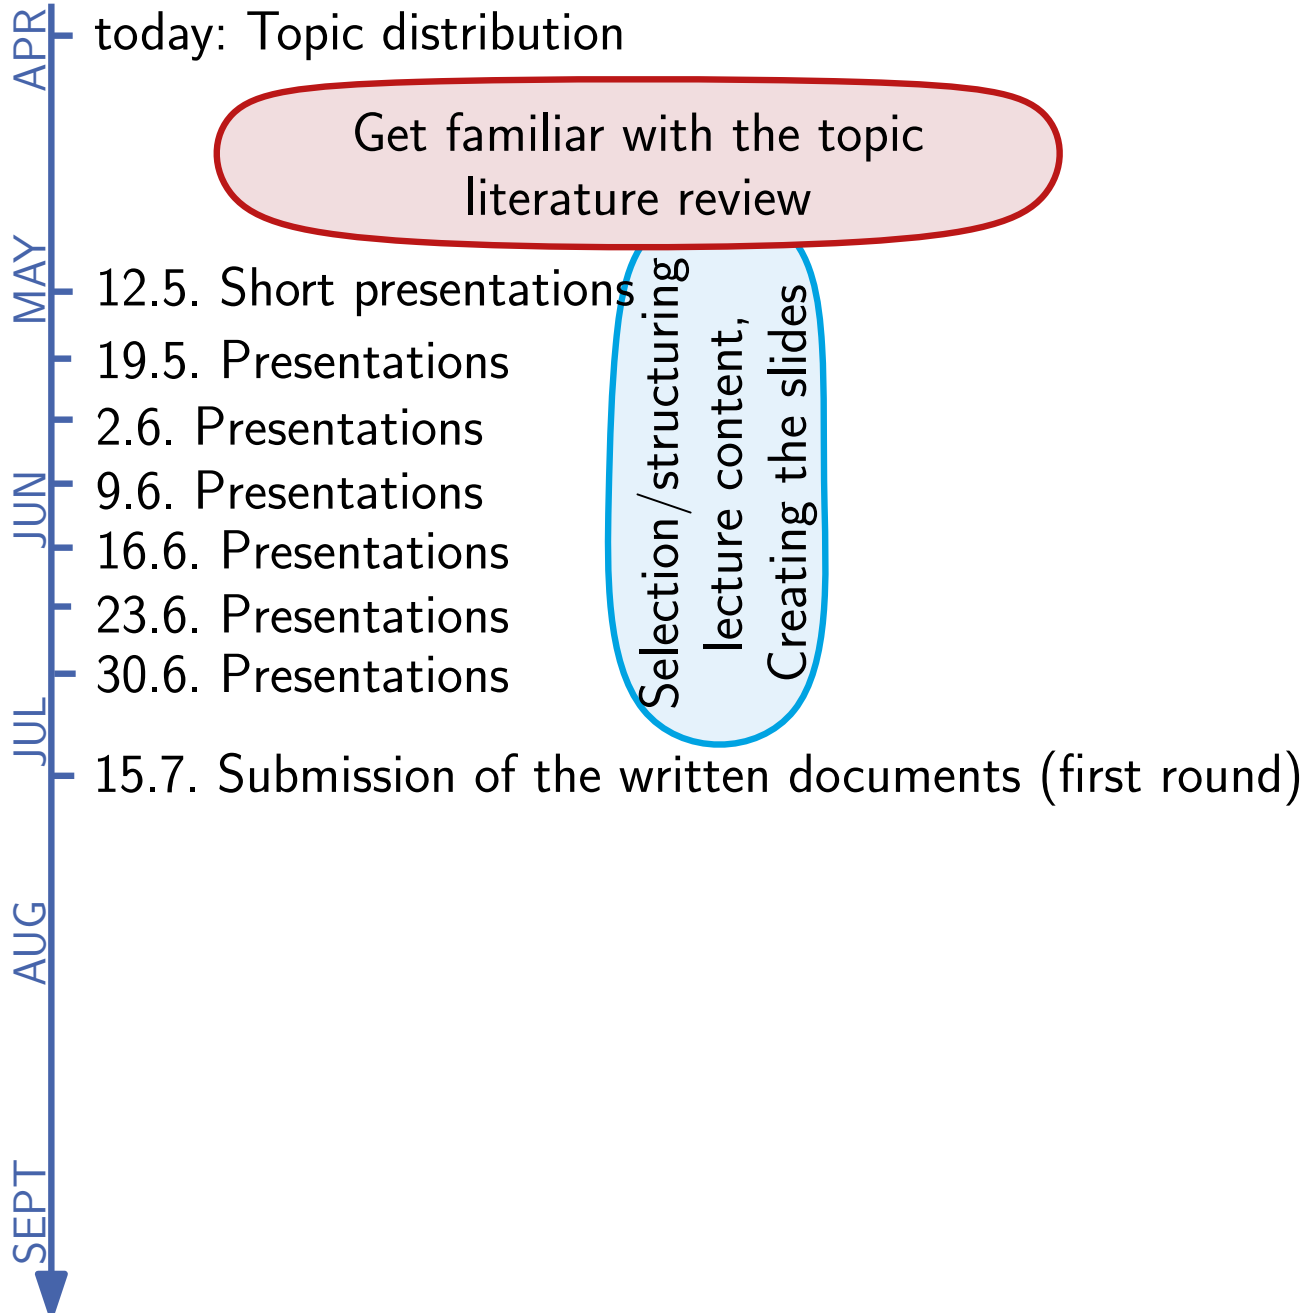 APR
today: Topic distribution
Get familiar with the topic
literature review
MAY
12.5. Short presentations
19.5. Presentations
2.6. Presentations
JUN
9.6. Presentations
16.6. Presentations
23.6. Presentations
30.6. Presentations
Selection/structuring
lecture content,
Creating the slides
JUL
15.7. Submission of the written documents (first round)
AUG
SEPT